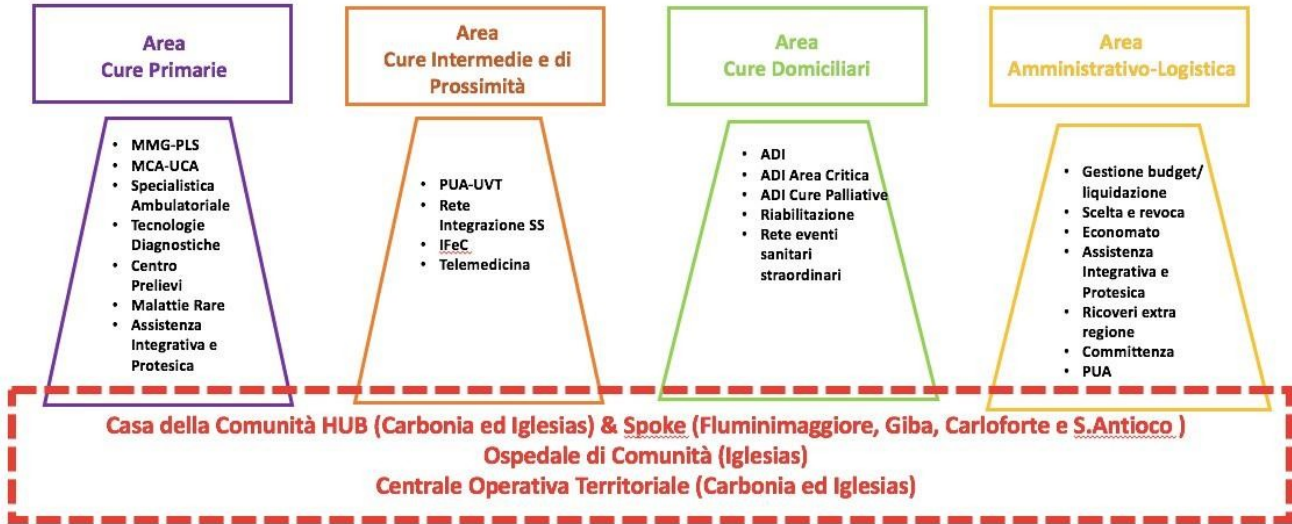 Area
Cure Primarie
• MMG-PLS
• MCA-UCA
• Specialistica
Ambulatoriale
• Tecnologie
Diagnostiche
• Centro
Prelievi
• Malattie Rare
• Assistenza
Integrativa e
Protesica
Area
Cure Intermedie e di
Prossimità
• PUA-UVT
• Rete
Integrazione SS
• IFeC
• Telemedicina
Area
Cure Domiciliari
• ADI
• ADI Area Critica
• ADI Cure Palliative
• Riabilitazione
• Rete eventi
sanitari
straordinari
Area
Amministrativo-Logistica
• Gestione budget/
liquidazione
• Scelta e revoca
• Economato
• Assistenza
Integrativa e
Protesica
• Ricoveri extra
regione
• Committenza
• PUA
Casa della Comunità HUB (Carbonia ed Iglesias) & Spoke (Fluminimaggiore, Giba, Carloforte e S.Antioco )
Ospedale di Comunità (Iglesias)
Centrale Operativa Territoriale (Carbonia ed Iglesias)